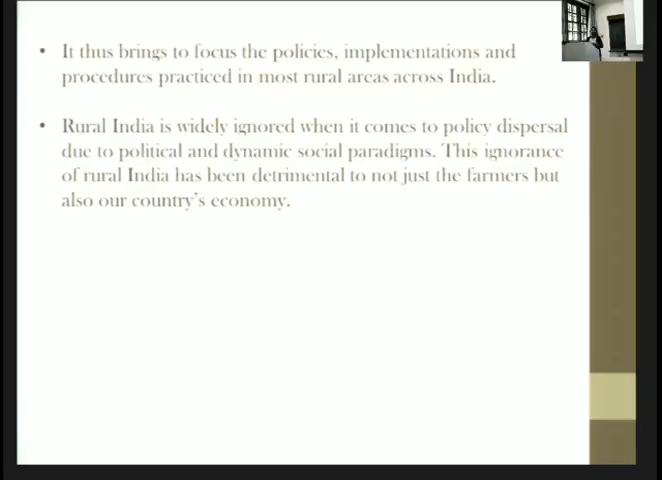 • It thus brings to focus the policies, implementations and
procedures practiced in most rural areas across India.
• Rural India is widely ignored when it comes to policy dispersal
due to political and dynamic social paradigms. This ignorance
of rural India has been detrimental to not just the farmers but
also our country's economy.